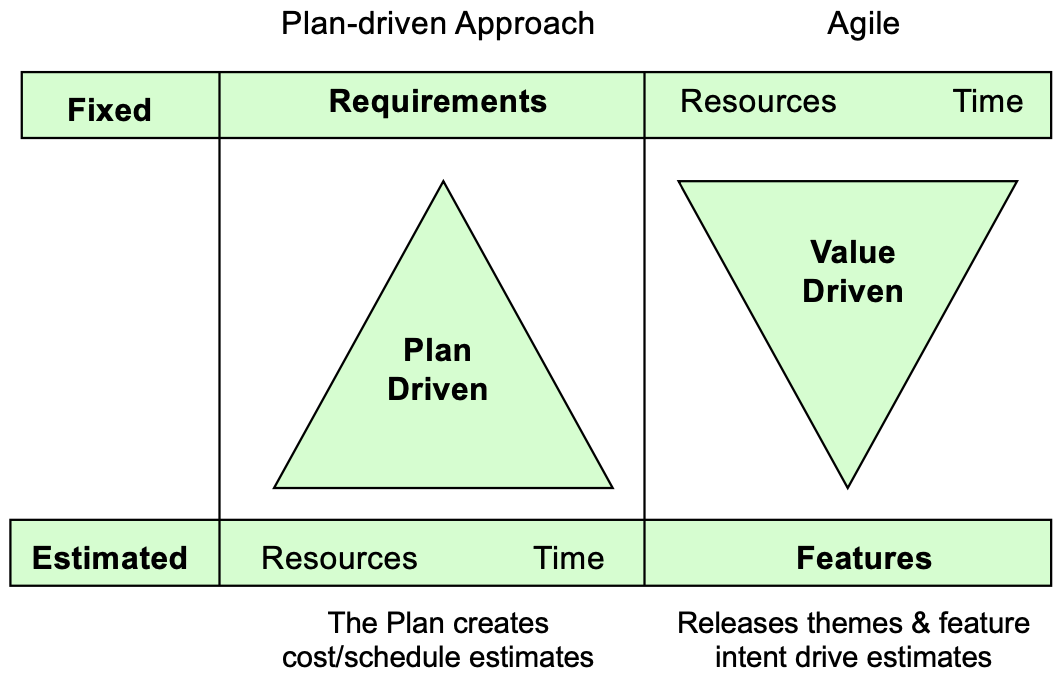 Plan-driven Approach
Agile
Fixed
Requirements
Resources
Time
Value
Driven
Plan
Driven
Estimated
Resources
Time
Features
The Plan creates
cost/schedule estimates
Releases themes & feature
intent drive estimates